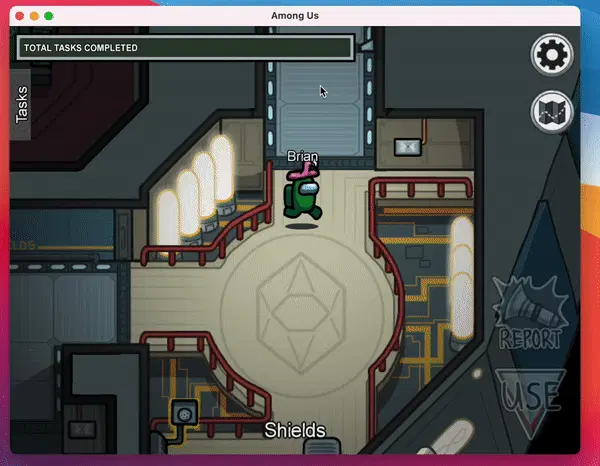 Among Us
TOTAL TASKS COMPLETED
Tasks
Brian
REPORT
USE
Shields